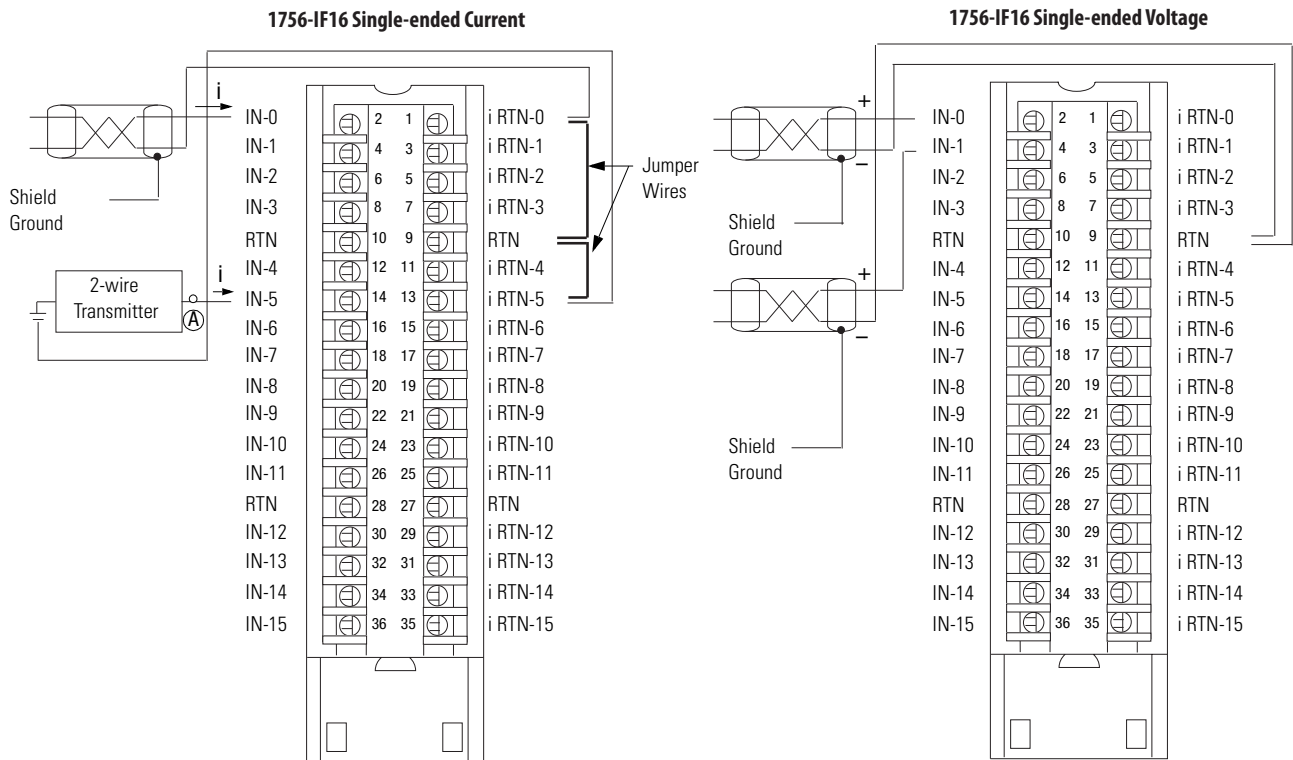 1756-IF16 Single-ended Current
i
IN-0 2 1 i RTN-0
IN-1 4 3 i RTN-1
IN-2 6 5 i RTN-2
IN-3 8 7 i RTN-3
RTN 10 9 RTN
IN-4 12 11 i RTN-4
IN-5 14 13 i RTN-5
IN-6 16 15 i RTN-6
IN-7 18 17 i RTN-7
IN-8 20 19 i RTN-8
IN-9 22 21 i RTN-9
IN-10 24 23 i RTN-10
IN-11 26 25 i RTN-11
RTN 28 27 RTN
IN-12 30 29 i RTN-12
IN-13 32 31 i RTN-13
IN-14 34 33 i RTN-14
IN-15 36 35 i RTN-15
Shield
Ground
i
2-wire
Transmitter
A
Jumper
Wires
1756-IF16 Single-ended Voltage
+
–
Shield
Ground
+
–
Shield
Ground
IN-0 2 1 i RTN-0
IN-1 4 3 i RTN-1
IN-2 6 5 i RTN-2
IN-3 8 7 i RTN-3
RTN 10 9 RTN
IN-4 12 11 i RTN-4
IN-5 14 13 i RTN-5
IN-6 16 15 i RTN-6
IN-7 18 17 i RTN-7
IN-8 20 19 i RTN-8
IN-9 22 21 i RTN-9
IN-10 24 23 i RTN-10
IN-11 26 25 i RTN-11
RTN 28 27 RTN
IN-12 30 29 i RTN-12
IN-13 32 31 i RTN-13
IN-14 34 33 i RTN-14
IN-15 36 35 i RTN-15